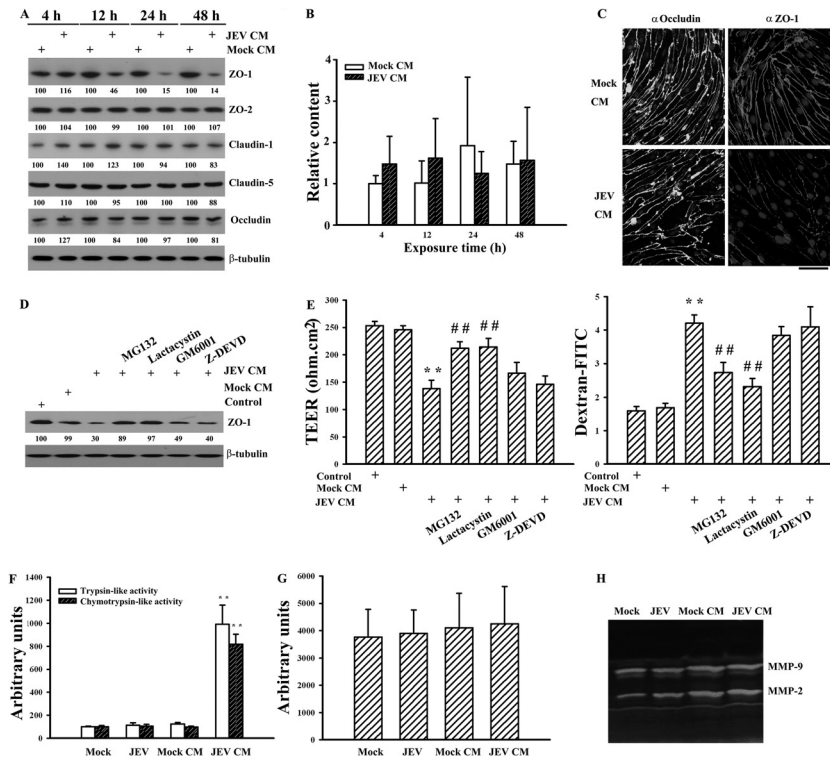 A
4 h 12 h 24 h 48 h
JEV CM
+ + + +
Mock CM
+ + + +
ZO-1
100 116 100 46 100 15 100 14
ZO-2
100 104 100 99 100 101 100 107
Claudin-1
100 140 100 123 100 94 100 83
Claudin-5
100 110 100 95 100 100 100 88
Occludin
100 127 100 84 100 97 100 81
β-tubulin
B
Relative content
4
3
2
1
0
Mock CM
JEV CM
4 12 24 48
Exposure time (h)
C
α Occludin α ZO-1
Mock
CM
JEV
CM
D
MG132
Lactacystin
GM6001
Z-DEVD
JEV CM
+ + + + +
Mock CM
+
Control
+
ZO-1
100 99 30 89 97 49 40
β-tubulin
E
TEER (ohm.cm²)
300
250
200
150
100
50
0
* *
# # # #
Control +
Mock CM +
JEV CM + + + + +
MG132
Lactacystin
GM6001
Z-DEVD
Dextran-FITC
5
4
3
2
1
0
* *
# #
# #
Control +
Mock CM +
JEV CM + + + + +
MG132
Lactacystin
GM6001
Z-DEVD
F
Arbitrary units
1400
1200
1000
800
600
400
200
0
Trypsin-like activity
Chymotrypsin-like activity
* *
* *
Mock JEV Mock CM JEV CM
G
Arbitrary units
6000
5000
4000
3000
2000
1000
0
Mock JEV Mock CM JEV CM
H
Mock JEV Mock CM JEV CM
MMP-9
MMP-2